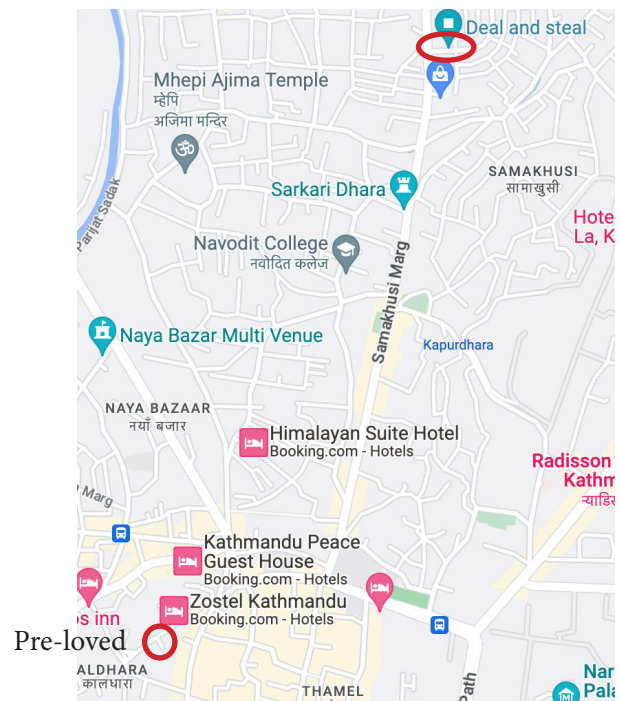 Deal and steal
Mhepi Ajima Temple
म्हेपि
अजिमा मन्दिर
SAMAKHUSI
सामाखुसी
Sarkari Dhara
Parijat Sadak
Hote
La, K
Navodit College
नवोदित कलेज
Samakhusi Marg
Naya Bazar Multi Venue
Kapurdhara
NAYA BAZAAR
नयाँ बजार
Himalayan Suite Hotel
Booking.com - Hotels
Radisson
Kathm
Marg
Kathmandu Peace
Guest House
Booking.com - Hotels
Zostel Kathmandu
Booking.com - Hotels
s inn
Pre-loved
ALDHARA
कालधारा
THAMEL
Path
Nar
Pala